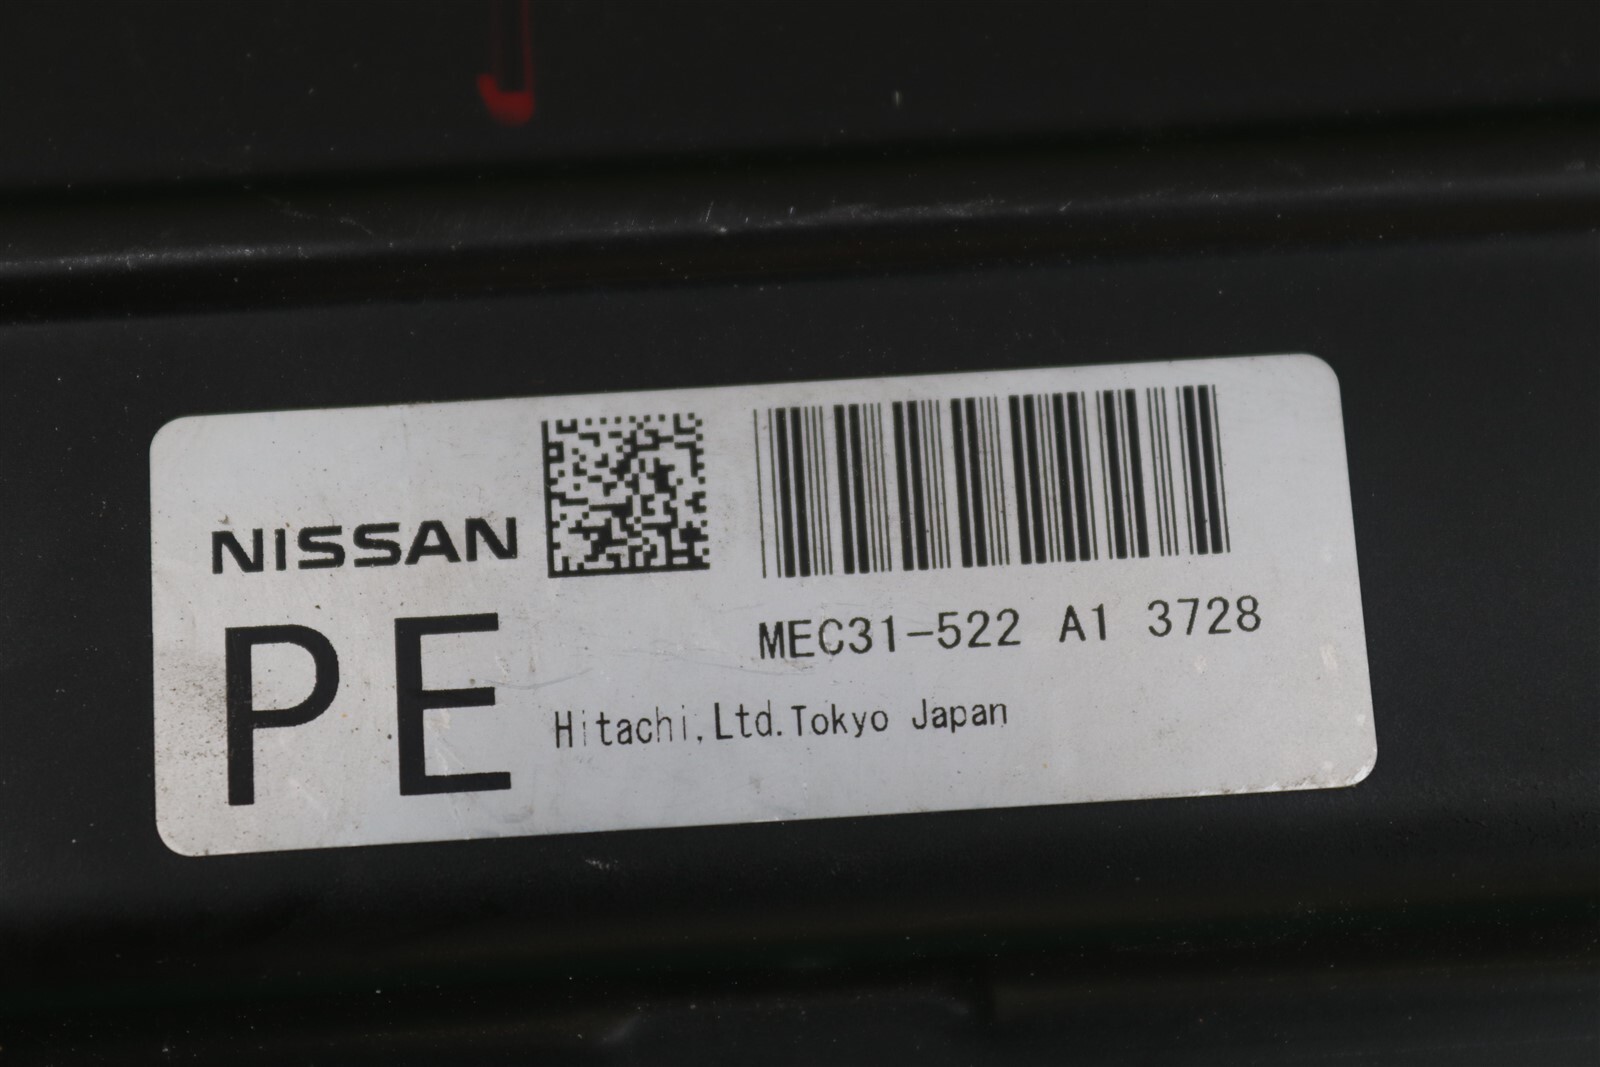 NISSAN
PE
MEC31-522 A1 3728
Hitachi,Ltd.Tokyo Japan